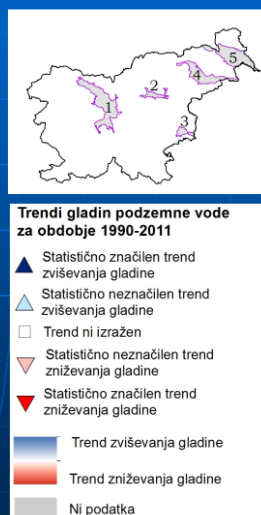 5
2
4
1
3
Trendi gladin podzemne vode
za obdobje 1990-2011
Statistično značilen trend
zviševanja gladine
Statistično neznačilen trend
zviševanja gladine
Trend ni izražen
Statistično neznačilen trend
zniževanja gladine
Statistično značilen trend
zniževanja gladine
Trend zviševanja gladine
Trend zniževanja gladine
Ni podatka